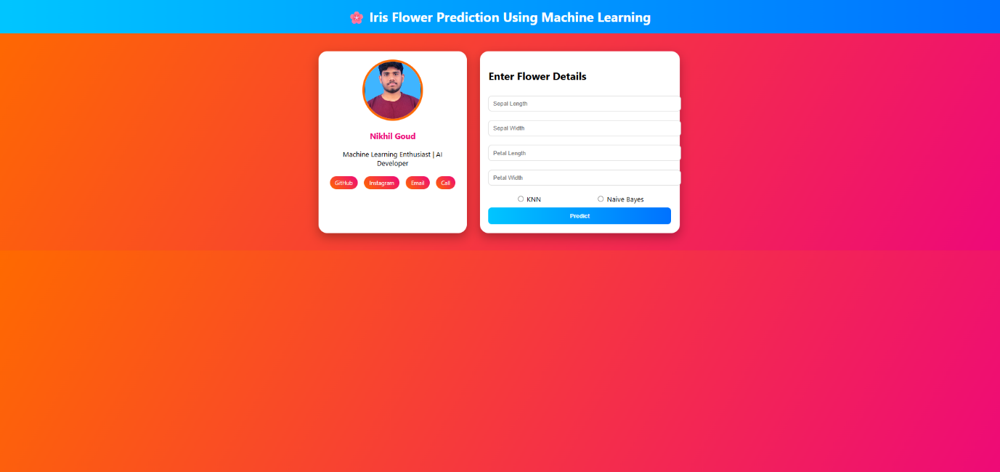 🌸 Iris Flower Prediction Using Machine Learning
Nikhil Goud
Machine Learning Enthusiast | AI
Developer
GitHub Instagram Email Call
Enter Flower Details
Sepal Length
Sepal Width
Petal Length
Petal Width
KNN Naive Bayes
Predict